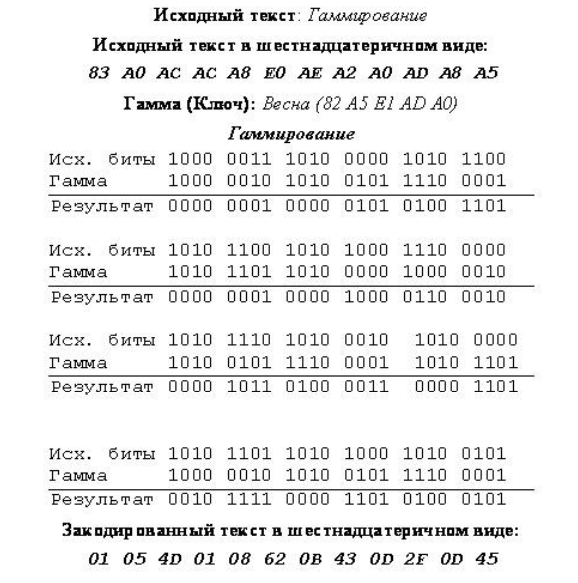 Исходный текст: Гаммирование
Исходный текст в шестнадцатеричном виде:
83 A0 AC AC A8 E0 AE A2 A0 AD A8 A5
Гамма (Ключ): Весна (82 A5 E1 AD A0)
Гаммирование
Исх. биты 1000 0011 1010 0000 1010 1100
Гамма 1000 0010 1010 0101 1110 0001
Результат 0000 0001 0000 0101 0100 1101
Исх. биты 1010 1100 1010 1000 1110 0000
Гамма 1010 1101 1010 0000 1000 0010
Результат 0000 0001 0000 1000 0110 0010
Исх. биты 1010 1110 1010 0010 1010 0000
Гамма 1010 0101 1110 0001 1010 1101
Результат 0000 1011 0100 0011 0000 1101
Исх. биты 1010 1101 1010 1000 1010 0101
Гамма 1000 0010 1010 0101 1110 0001
Результат 0010 1111 0000 1101 0100 0101
Закодированный текст в шестнадцатеричном виде:
01 05 4D 01 08 62 0B 43 0D 2F 0D 45